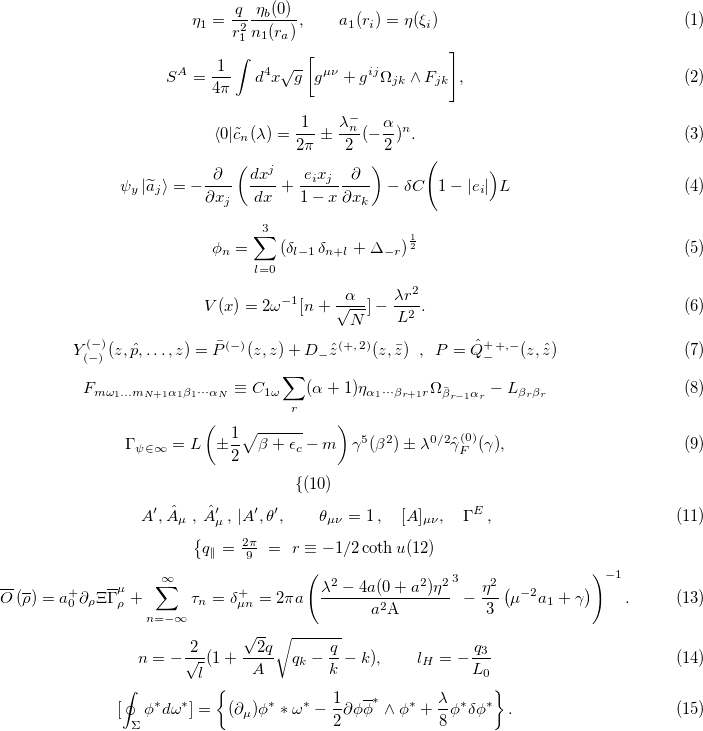 η₁ = \frac{q}{r_1^2} \frac{η_b(0)}{n_1(r_a)}, a_1(r_i) = η(ξ_i) (1)
S^A = \frac{1}{4π} ∫ d^4x \sqrt{g} [ g^{μν} + g^{ij} Ω_{jk} ∧ F_{jk} ], (2)
⟨0|\tilde{c}_n(λ) = \frac{1}{2π} ± \frac{λ_n^-}{2} (-\frac{α}{2})^n. (3)
ψ_y |\widetilde{a}_j⟩ = -\frac{∂}{∂x_j} ( \frac{dx^j}{dx} + \frac{e_i x_j}{1-x} \frac{∂}{∂x_k} ) - δC ( 1 - |e_i| ) L (4)
φ_n = \sum_{l=0}^{3} (δ_{l-1} δ_{n+l} + Δ_{-r})^{\frac{1}{2}} (5)
V(x) = 2ω^{-1} [n + \frac{α}{\sqrt{N}}] - \frac{λr^2}{L^2}. (6)
Y_{(-)}^{(-)}(z, \hat{p}, …, z) = \bar{P}^{(-)}(z, z) + D_- \hat{z}^{(+,2)}(z, \bar{z}) , P = \hat{Q}_-^{++,-}(z, \hat{z}) (7)
F_{mω_1…m_{N+1}α_1β_1⋯α_N} ≡ C_{1ω} \sum_r (α + 1) η_{α_1⋯β_{r+1}r} Ω_{\bar{β}_{r-1}α_r} - L_{β_rβ_r} (8)
Γ_{ψ∈∞} = L ( ±\frac{1}{2} \sqrt{β + ϵ_c} - m ) γ^5(β^2) ± λ^{0/2} \hat{γ}_F^{(0)}(γ), (9)
{(10)
A′, \hat{A}_μ , \hat{A}′_μ , |A′, θ′, θ_{μν} = 1 , [A]_{μν}, Γ^E , (11)
{q_∥ = \frac{2π}{9} = r ≡ -1/2 coth u(12)
\overline{O}(\overline{ρ}) = a_0^+ ∂_ρ Ξ \overline{Γ}_ρ^μ + \sum_{n=-∞}^{∞} τ_n = δ_{μn}^+ = 2πa ( \frac{λ^2 - 4a(0 + a^2)η^2}{a^2 A}^3 - \frac{η^2}{3} (μ^{-2} a_1 + γ) )^{-1} . (13)
n = -\frac{2}{\sqrt{l}} (1 + \frac{\sqrt{2}q}{A} \sqrt{q_k - \frac{q}{k}} - k), l_H = -\frac{q_3}{L_0} (14)
[∮_Σ φ^* dω^*] = { (∂_μ)φ^* * ω^* - \frac{1}{2} ∂φ \overline{φ}^* ∧ φ^* + \frac{λ}{8} φ^* δφ^* } . (15)